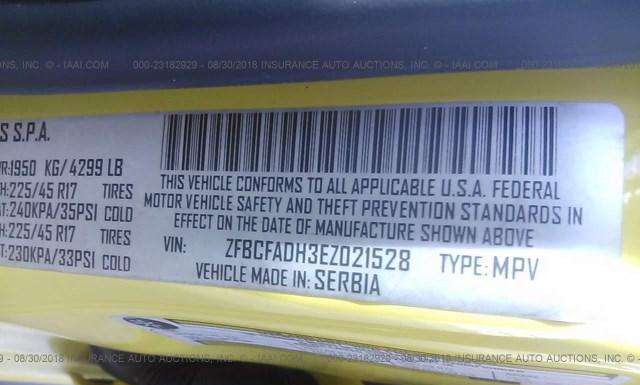 S, INC. © - IAAI.COM 000-23182929 - 08/30/2018 INSURANCE AUTO AUCTIONS, INC. © - IAAI.COM
S S.P.A.
R:1950 KG/ 4299 LB
H:225/45 R17 TIRES
T:240KPA/35PSI COLD
H:225/45 R17 TIRES
T:230KPA/33PSI COLD
THIS VEHICLE CONFORMS TO ALL APPLICABLE U.S.A. FEDERAL
MOTOR VEHICLE SAFETY AND THEFT PREVENTION STANDARDS IN
EFFECT ON THE DATE OF MANUFACTURE SHOWN ABOVE
VIN: ZFBCFADH3EZ021528 TYPE: MPV
VEHICLE MADE IN: SERBIA
9 - 08/30/2018 INSURANCE AUTO AUCTIONS, INC. © - IAAI.COM 000-23182929 - 08/30/2018 INSURANCE AUTO AUCTIONS